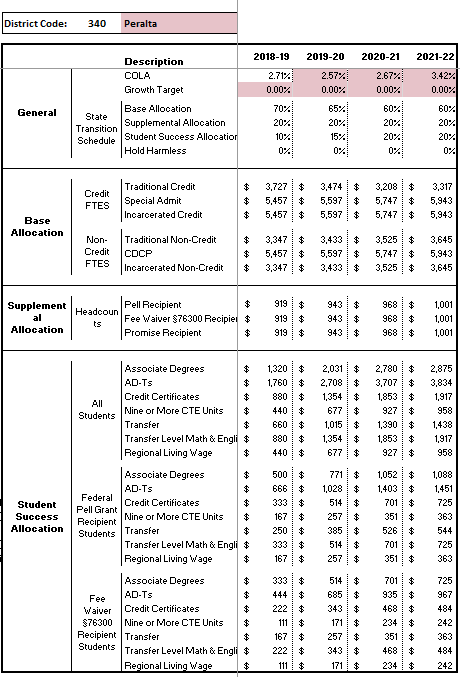 District Code: 340 Peralta
Description 2018-19 2019-20 2020-21 2021-22
COLA 2.71% 2.57% 2.67% 3.42%
Growth Target 0.00% 0.00% 0.00% 0.00%
General
State Transition Schedule
Base Allocation 70% 65% 60% 60%
Supplemental Allocation 20% 20% 20% 20%
Student Success Allocation 10% 15% 20% 20%
Hold Harmless 0% 0% 0% 0%
Base Allocation
Credit FTES
Traditional Credit $ 3,727 $ 3,474 $ 3,208 $ 3,317
Special Admit $ 5,457 $ 5,597 $ 5,747 $ 5,943
Incarcerated Credit $ 5,457 $ 5,597 $ 5,747 $ 5,943
Non-Credit FTES
Traditional Non-Credit $ 3,347 $ 3,433 $ 3,525 $ 3,645
CDCP $ 5,457 $ 5,597 $ 5,747 $ 5,943
Incarcerated Non-Credit $ 3,347 $ 3,433 $ 3,525 $ 3,645
Supplement al Allocation
Headcoun ts
Pell Recipient $ 919 $ 943 $ 968 $ 1,001
Fee Waiver §76300 Recipien $ 919 $ 943 $ 968 $ 1,001
Promise Recipient $ 919 $ 943 $ 968 $ 1,001
Student Success Allocation
All Students
Associate Degrees $ 1,320 $ 2,031 $ 2,780 $ 2,875
AD-Ts $ 1,760 $ 2,708 $ 3,707 $ 3,834
Credit Certificates $ 880 $ 1,354 $ 1,853 $ 1,917
Nine or More CTE Units $ 440 $ 677 $ 927 $ 958
Transfer $ 660 $ 1,015 $ 1,390 $ 1,438
Transfer Level Math & Engli $ 880 $ 1,354 $ 1,853 $ 1,917
Regional Living Wage $ 440 $ 677 $ 927 $ 958
Federal Pell Grant Recipient Students
Associate Degrees $ 500 $ 771 $ 1,052 $ 1,088
AD-Ts $ 666 $ 1,028 $ 1,403 $ 1,451
Credit Certificates $ 333 $ 514 $ 701 $ 725
Nine or More CTE Units $ 167 $ 257 $ 351 $ 363
Transfer $ 250 $ 385 $ 526 $ 544
Transfer Level Math & Engli $ 333 $ 514 $ 701 $ 725
Regional Living Wage $ 167 $ 257 $ 351 $ 363
Fee Waiver §76300 Recipient Students
Associate Degrees $ 333 $ 514 $ 701 $ 725
AD-Ts $ 444 $ 685 $ 935 $ 967
Credit Certificates $ 222 $ 343 $ 468 $ 484
Nine or More CTE Units $ 111 $ 171 $ 234 $ 242
Transfer $ 167 $ 257 $ 351 $ 363
Transfer Level Math & Engli $ 222 $ 343 $ 468 $ 484
Regional Living Wage $ 111 $ 171 $ 234 $ 242